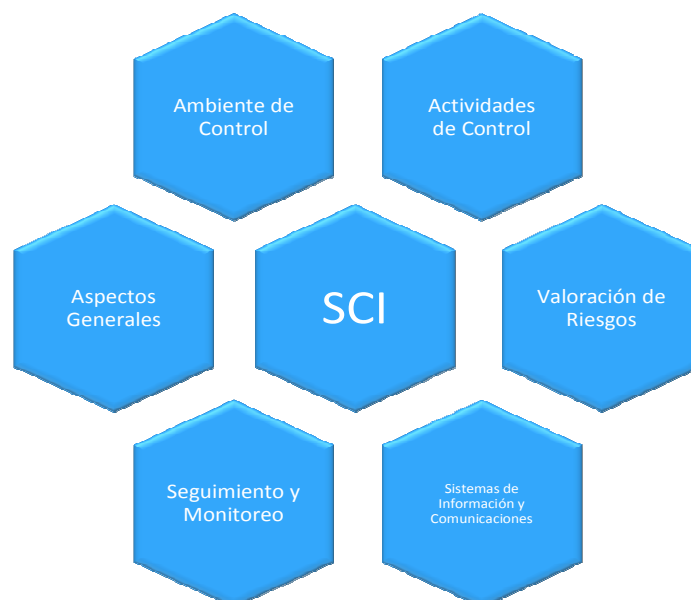 Ambiente de
Control
Actividades
de Control
Aspectos
Generales
SCI
Valoración de
Riesgos
Seguimiento y
Monitoreo
Sistemas de
Información y
Comunicaciones